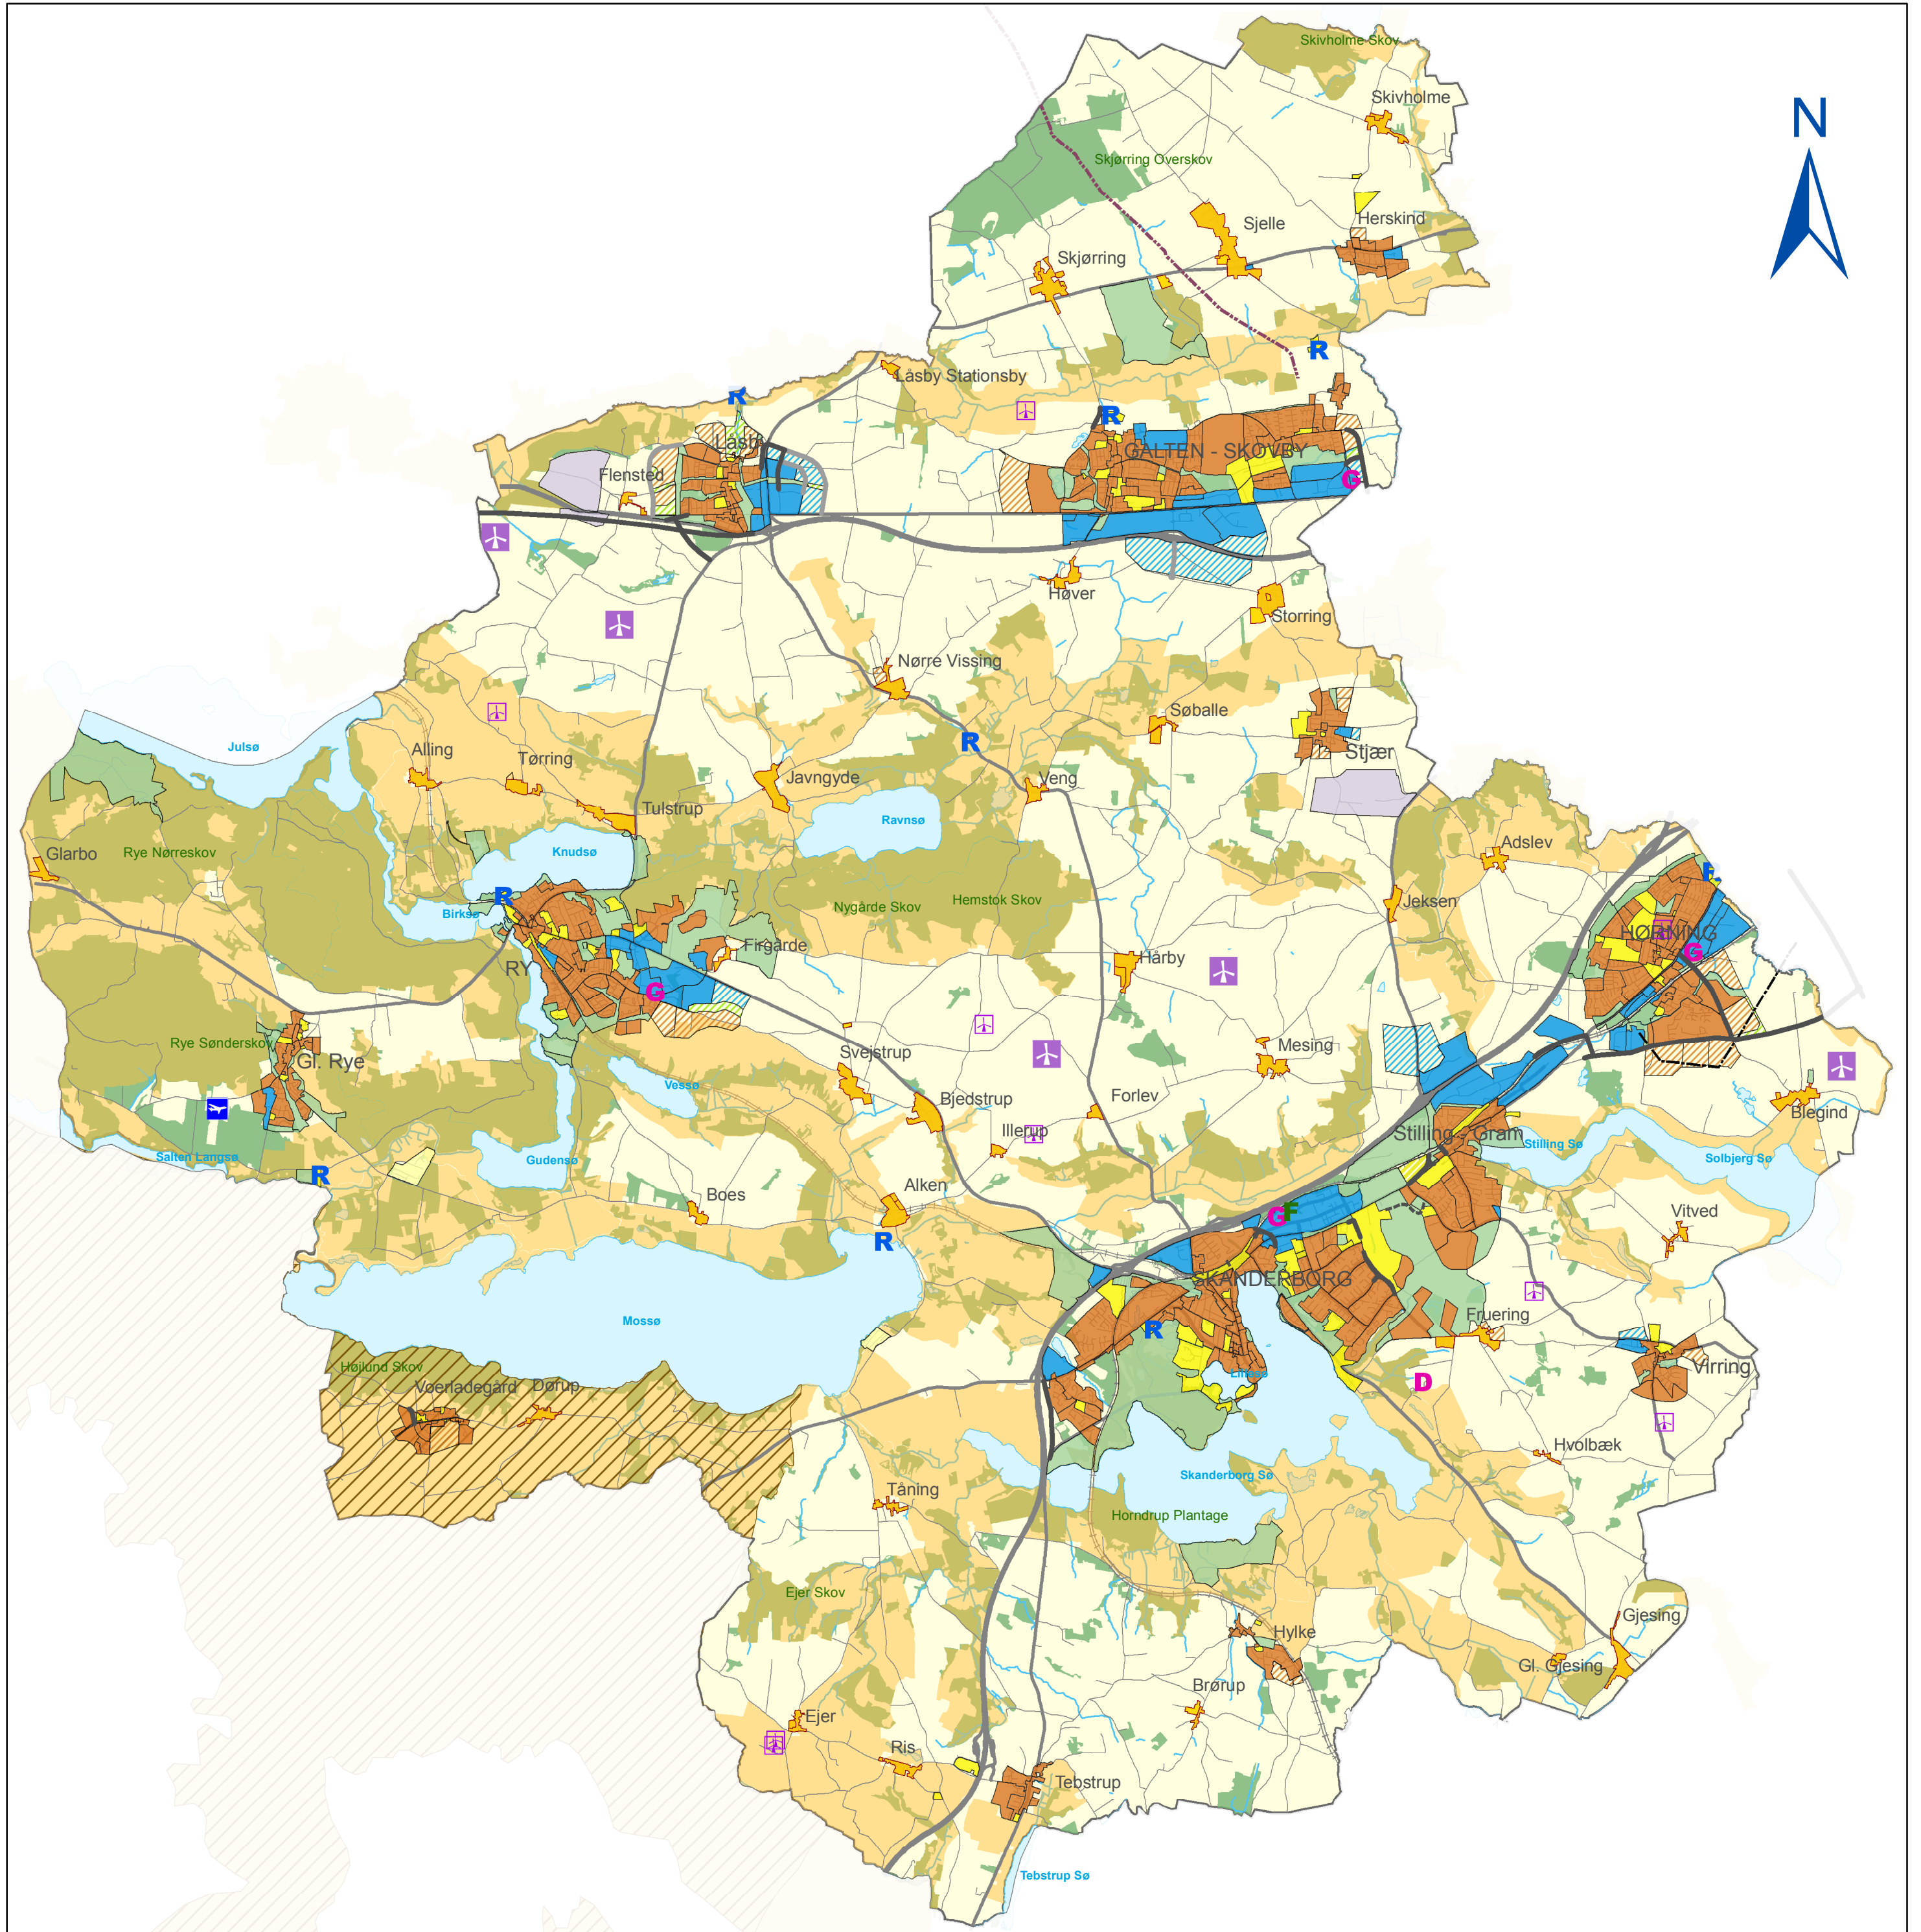 Skivholme Skov
Skivholme
N
Skjørring Overskov
Sjelle
Herskind
Skjørring
R
Låsby Stationsby
R
R
Låsby
GALTEN - SKOVBY
Flensted
G
Høver
Storring
Nørre Vissing
Søballe
Julsø
R
Alling
Stjær
Tørring
Javngyde
Veng
Tulstrup
Ravnsø
Adslev
Rye Nørreskov
Knudsø
Glarbo
R
R
Hemstok Skov
Jeksen
Nygårde Skov
Birksø
HØRNING
Firgårde
G
Hårby
RY
G
Rye Sønderskov
Mesing
Svejstrup
Gl. Rye
Vessø
Bjedstrup
Forlev
Blegind
Illerup
Stilling - Gram
Stilling Sø
Salten Langsø
Gudensø
Solbjerg Sø
R
Alken
Boes
Vitved
G
F
R
SKANDERBORG
Fruering
Mossø
R
Højlund Skov
Virring
Lillesø
Voerladegård
Dørup
D
Hvolbæk
Skanderborg Sø
Tåning
Horndrup Plantage
Ejer Skov
Gjesing
Hylke
Gl. Gjesing
Brørup
Ejer
Ris
Tebstrup
Tebstrup Sø